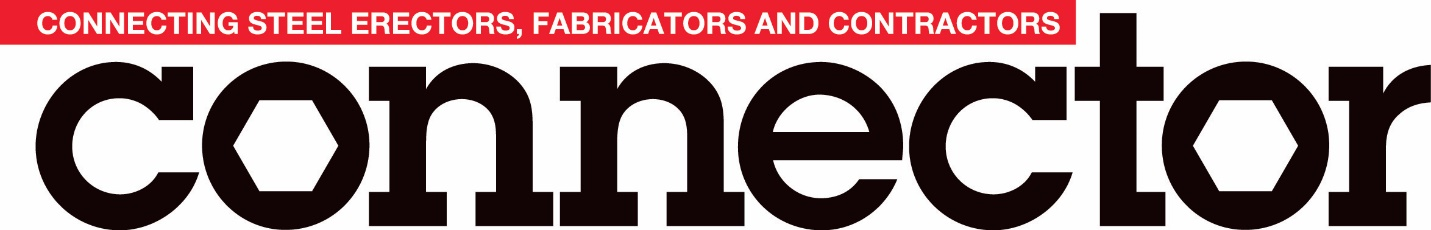 CONNECTING STEEL ERECTORS, FABRICATORS AND CONTRACTORS
connector